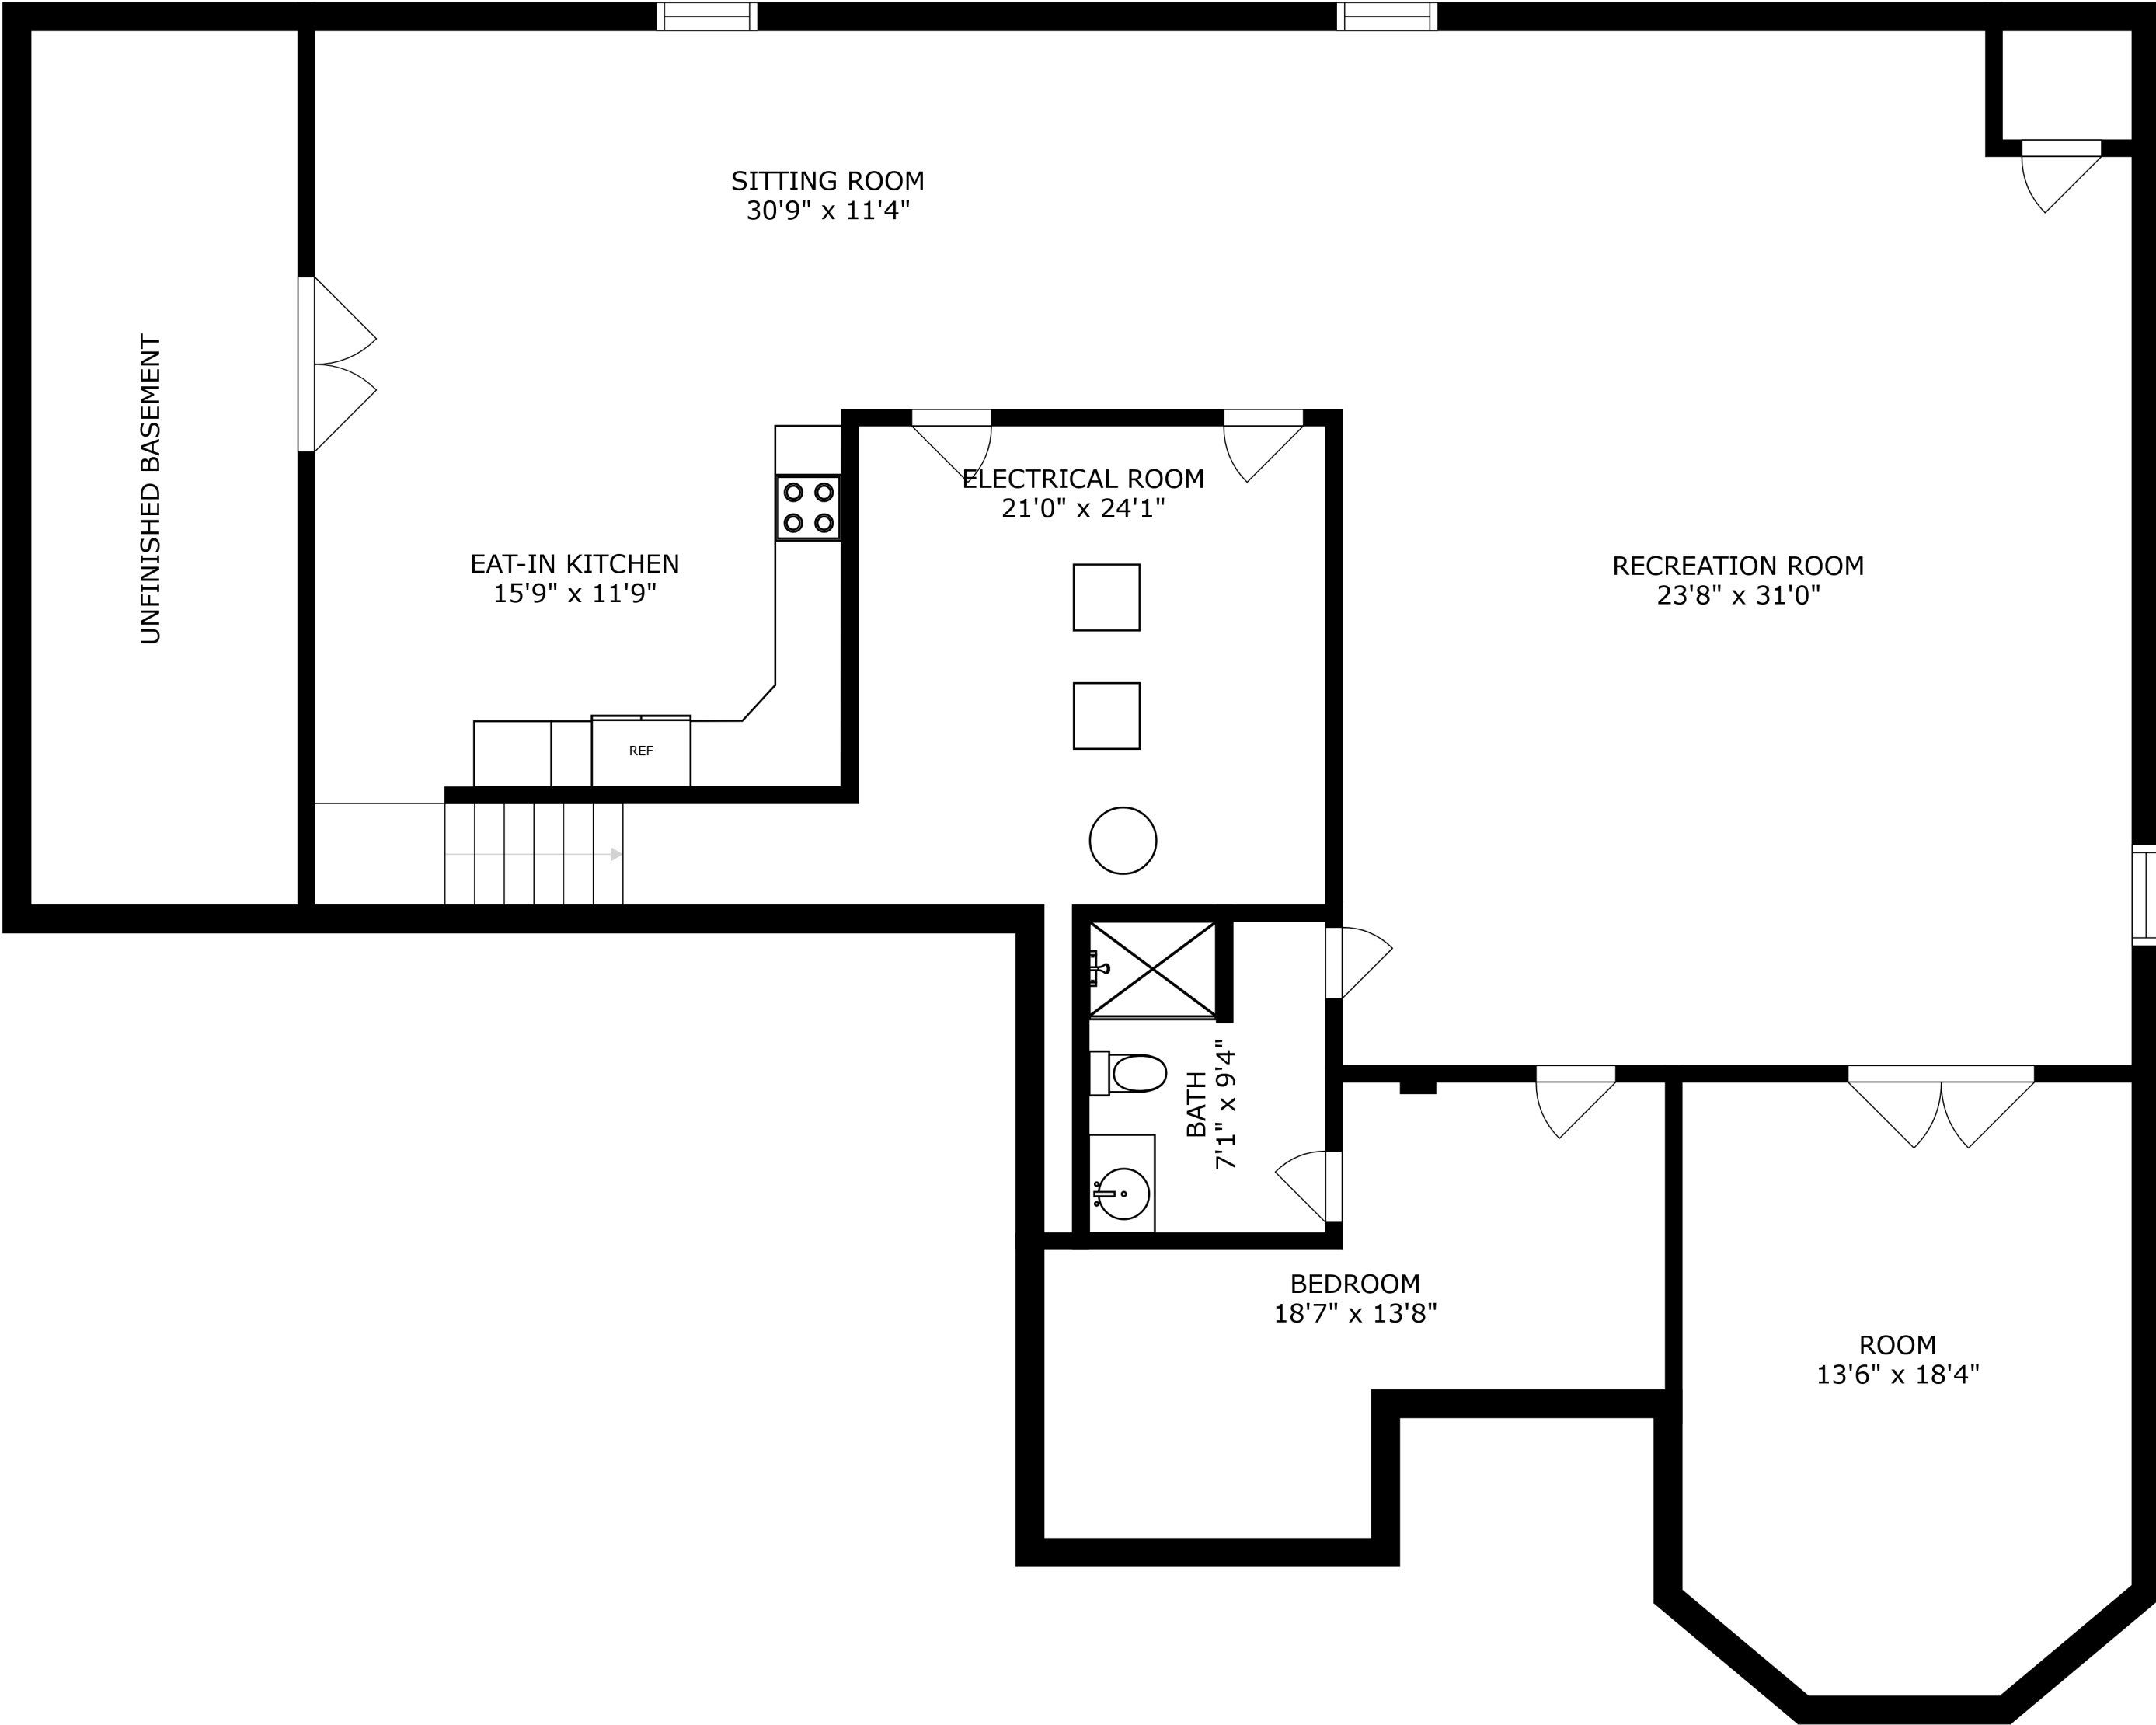 SITTING ROOM
30'9" x 11'4"
UNFINISHED BASEMENT
ELECTRICAL ROOM
21'0" x 24'1"
EAT-IN KITCHEN
15'9" x 11'9"
RECREATION ROOM
23'8" x 31'0"
REF
BATH
7'1" x 9'4"
BEDROOM
18'7" x 13'8"
ROOM
13'6" x 18'4"